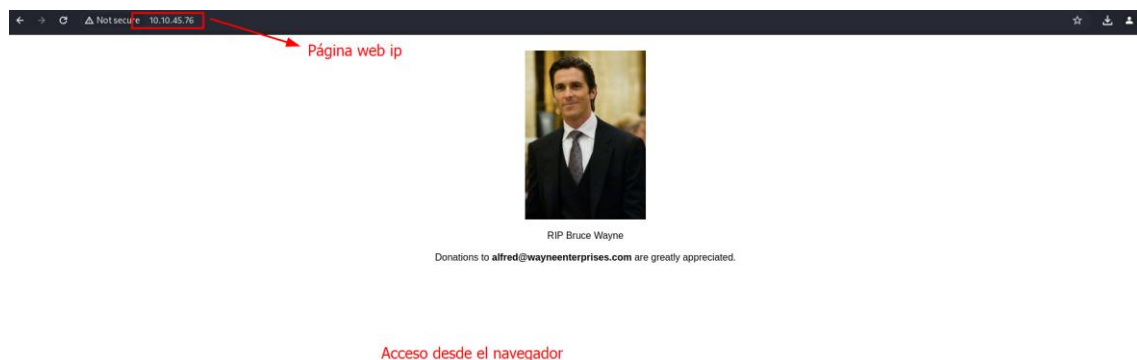 Not secure 10.10.45.76
Página web ip
RIP Bruce Wayne
Donations to alfred@wayneenterprises.com are greatly appreciated.
Acceso desde el navegador